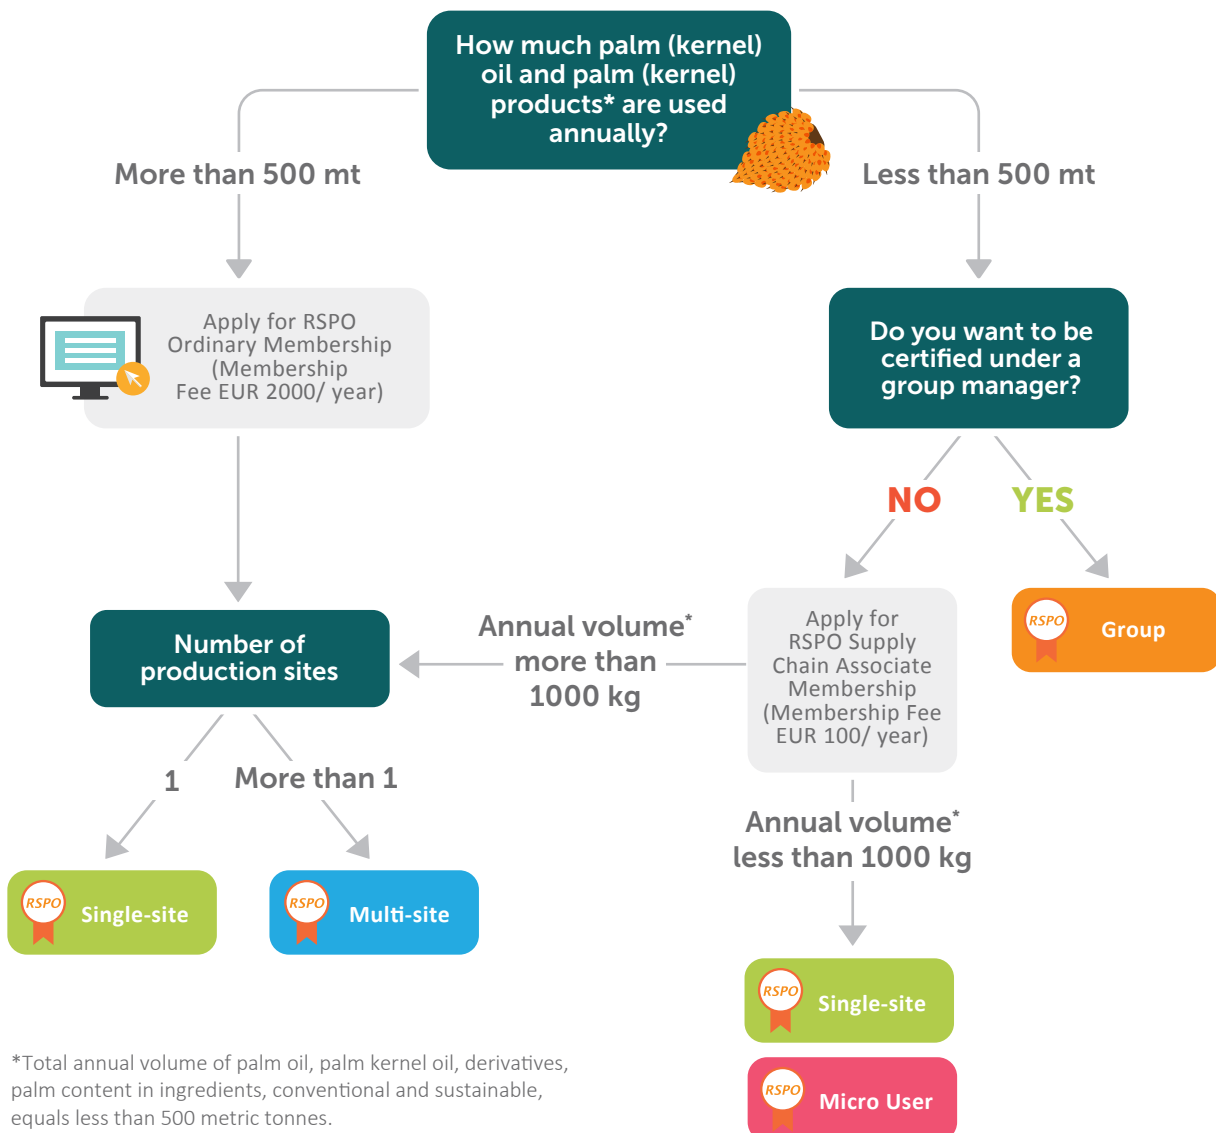 How much palm (kernel)
oil and palm (kernel)
products* are used
annually?
More than 500 mt
Less than 500 mt
Apply for RSPO
Ordinary Membership
(Membership
Fee EUR 2000/ year)
Do you want to be
certified under a
group manager?
NO
YES
Number of
production sites
Annual volume*
more than
1000 kg
Apply for
RSPO Supply
Chain Associate
Membership
(Membership Fee
EUR 100/ year)
RSPO
Group
1
More than 1
Annual volume*
less than 1000 kg
RSPO
Single-site
RSPO
Multi-site
RSPO
Single-site
RSPO
Micro User
*Total annual volume of palm oil, palm kernel oil, derivatives,
palm content in ingredients, conventional and sustainable,
equals less than 500 metric tonnes.